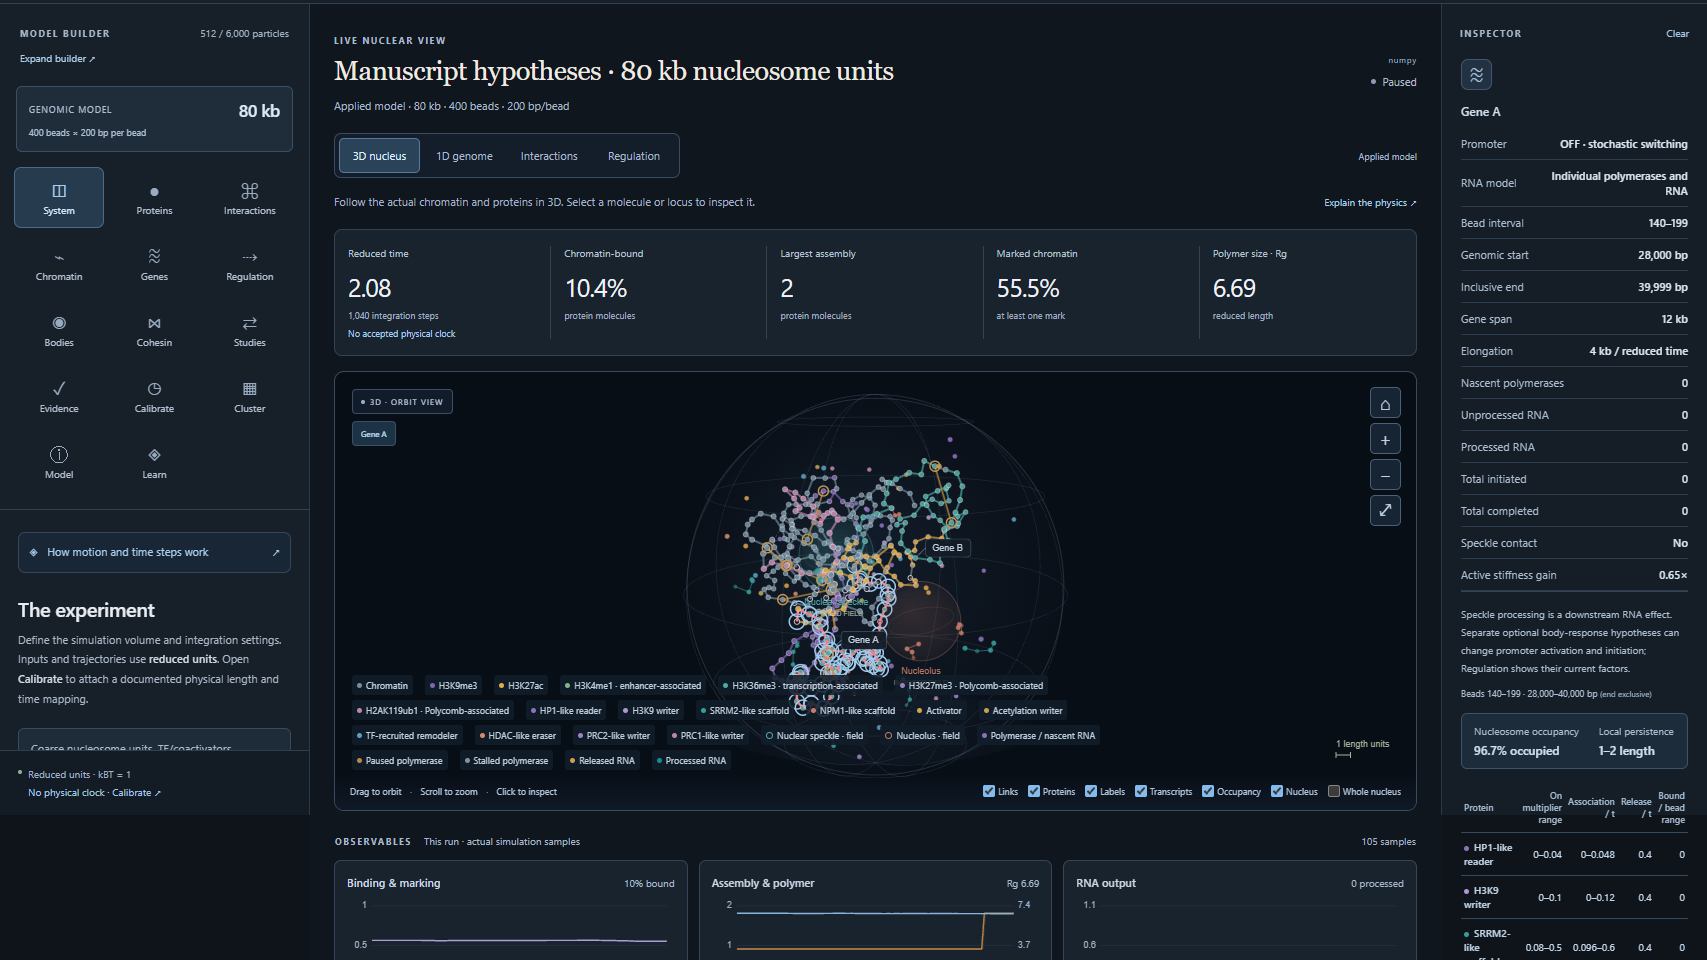 MODEL BUILDER
512 / 6,000 particles
Expand builder ↗
GENOMIC MODEL
80 kb
400 beads × 200 bp per bead
System
Proteins
Interactions
Chromatin
Genes
Regulation
Bodies
Cohesin
Studies
Evidence
Calibrate
Cluster
Model
Learn
How motion and time steps work ↗
The experiment
Define the simulation volume and integration settings.
Inputs and trajectories use reduced units. Open
Calibrate to attach a documented physical length and
time mapping.
Coarse nucleosome units, TF/coactivators
Reduced units · kBT = 1
No physical clock · Calibrate ↗
LIVE NUCLEAR VIEW
Manuscript hypotheses · 80 kb nucleosome units
Applied model · 80 kb · 400 beads · 200 bp/bead
numpy
Paused
3D nucleus
1D genome
Interactions
Regulation
Applied model
Follow the actual chromatin and proteins in 3D. Select a molecule or locus to inspect it.
Explain the physics ↗
Reduced time
2.08
1,040 integration steps
No accepted physical clock
Chromatin-bound
10.4%
protein molecules
Largest assembly
2
protein molecules
Marked chromatin
55.5%
at least one mark
Polymer size · Rg
6.69
reduced length
3D · ORBIT VIEW
Gene A
Gene B
Gene A
Nucleolus
Chromatin
H3K9me3
H3K27ac
H3K4me1 · enhancer-associated
H3K36me3 · transcription-associated
H3K27me3 · Polycomb-associated
H2AK119ub1 · Polycomb-associated
HP1-like reader
H3K9 writer
SRRM2-like scaffold
NPM1-like scaffold
Activator
Acetylation writer
TF-recruited remodeler
HDAC-like eraser
PRC2-like writer
PRC1-like writer
Nuclear speckle · field
Nucleolus · field
Polymerase / nascent RNA
Paused polymerase
Stalled polymerase
Released RNA
Processed RNA
1 length units
Drag to orbit · Scroll to zoom · Click to inspect
Links
Proteins
Labels
Transcripts
Occupancy
Nucleus
Whole nucleus
OBSERVABLES
This run · actual simulation samples
105 samples
Binding & marking
10% bound
1
0.5
Assembly & polymer
Rg 6.69
2
7.4
1
3.7
RNA output
0 processed
1.1
0.6
INSPECTOR
Clear
Gene A
Promoter
OFF · stochastic switching
RNA model
Individual polymerases and
RNA
Bead interval
140–199
Genomic start
28,000 bp
Inclusive end
39,999 bp
Gene span
12 kb
Elongation
4 kb / reduced time
Nascent polymerases
0
Unprocessed RNA
0
Processed RNA
0
Total initiated
0
Total completed
0
Speckle contact
No
Active stiffness gain
0.65×
Speckle processing is a downstream RNA effect.
Separate optional body-response hypotheses can
change promoter activation and initiation;
Regulation shows their current factors.
Beads 140–199 · 28,000–40,000 bp (end exclusive)
Nucleosome occupancy
96.7% occupied
Local persistence
1–2 length
Protein
On
multiplier
range
Association
/ t
Release
/ t
Bound
/ bead
range
HP1-like
reader
0–0.04
0–0.048
0.4
0
H3K9
writer
0–0.1
0–0.12
0.4
0
SRRM2-
like
0.08–0.5
0.096–0.6
0.4
0